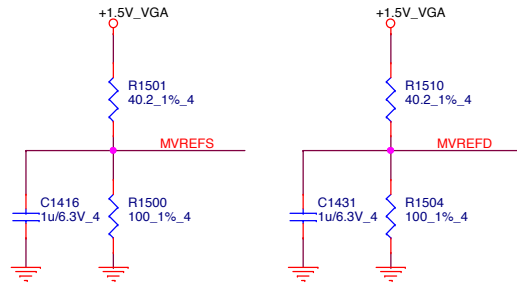 +1.5V_VGA
R1501
40.2_1%_4
MVREFS
C1416
1u/6.3V_4
R1500
100_1%_4
+1.5V_VGA
R1510
40.2_1%_4
MVREFD
C1431
1u/6.3V_4
R1504
100_1%_4